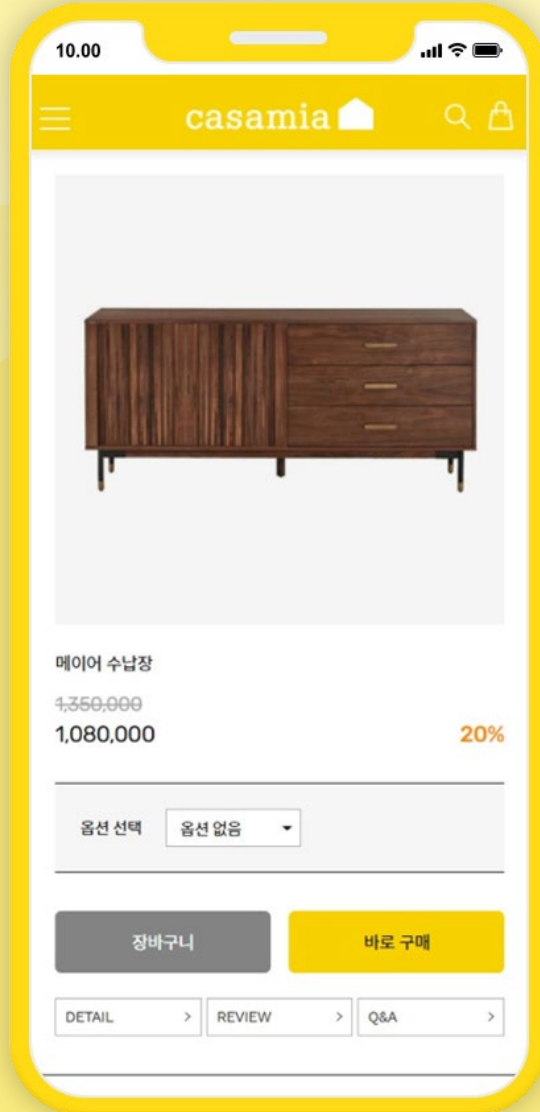 10.00
casamia
메이어 수납장
1,350,000
1,080,000
20%
옵션 선택
옵션 없음
장바구니
바로 구매
DETAIL
REVIEW
Q&A